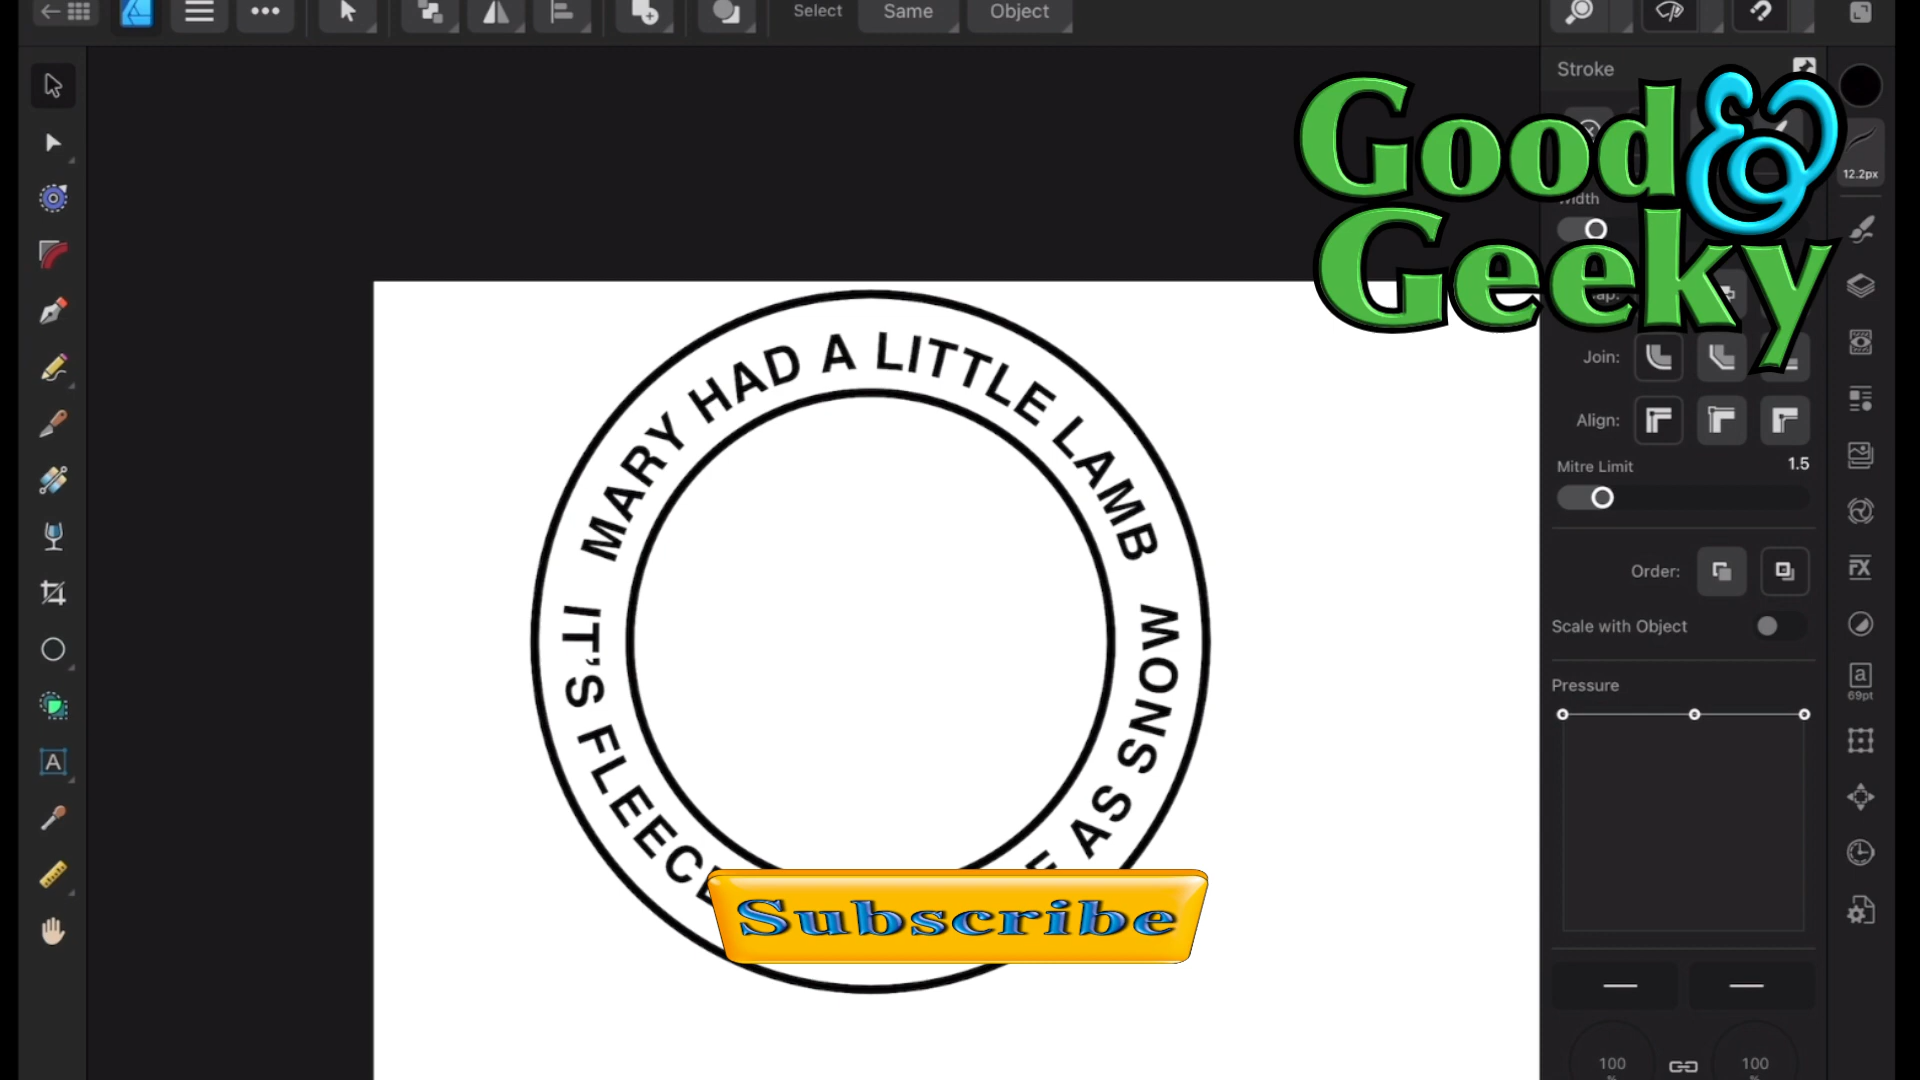 Select Same Object
Stroke
Good &
Geeky
12.2px
Width
Join:
Align:
Mitre Limit 1.5
Order:
Scale with Object
Pressure
a
69pt
FX
A
100 100
%
%
MARY HAD A LITTLE LAMB
IT'S FLEECE AS SNOW
Subscribe